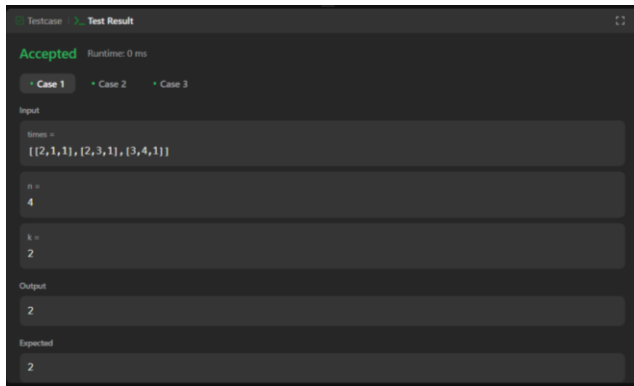 Testcase Test Result
Accepted Runtime: 0 ms
Case 1 Case 2 Case 3
Input
times =
[[2,1,1],[2,3,1],[3,4,1]]
n =
4
k =
2
Output
2
Expected
2